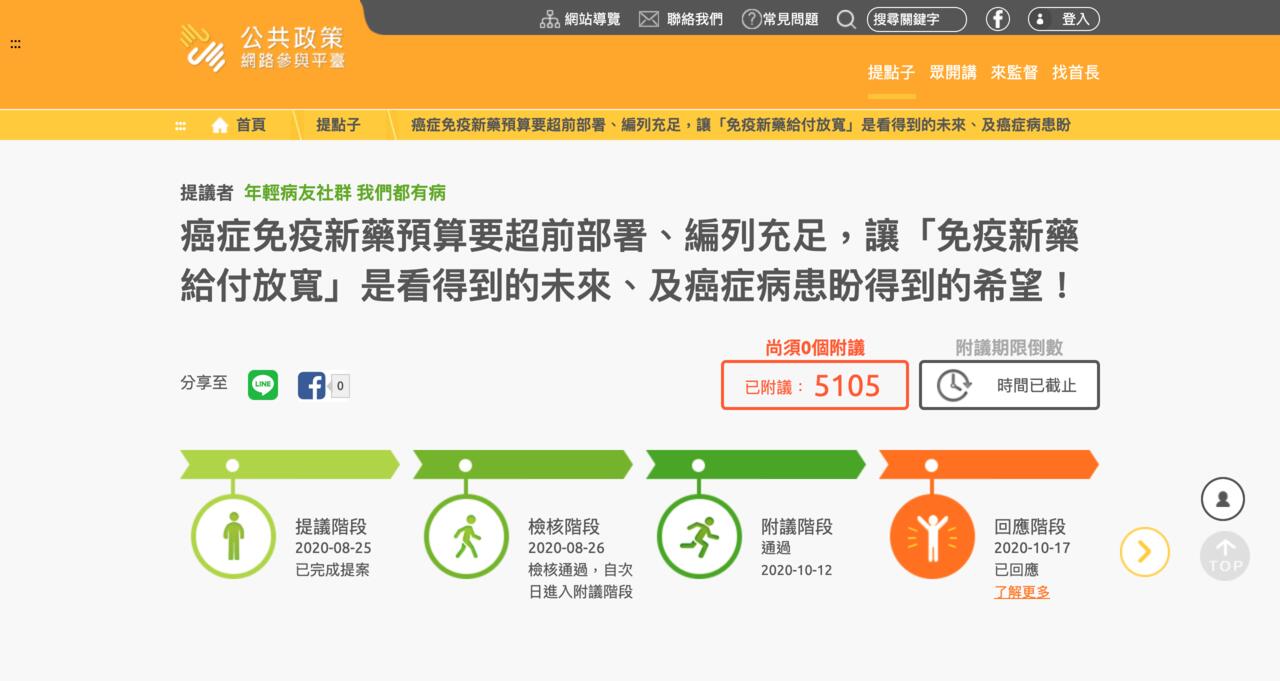 網站導覽
聯絡我們
常見問題
搜尋關鍵字
登入
公共政策
網路參與平臺
提點子
眾開講
來監督
找首長
首頁
提點子
癌症免疫新藥預算要超前部署、編列充足，讓「免疫新藥給付放寬」是看得到的未來、及癌症病患盼
提議者 年輕病友社群 我們都有病
癌症免疫新藥預算要超前部署、編列充足，讓「免疫新藥
給付放寬」是看得到的未來、及癌症病患盼得到的希望！
分享至
LINE
0
尚須0個附議
已附議： 5105
附議期限倒數
時間已截止
提議階段
2020-08-25
已完成提案
檢核階段
2020-08-26
檢核通過，自次
日進入附議階段
附議階段
通過
2020-10-12
回應階段
2020-10-17
已回應
了解更多
TOP